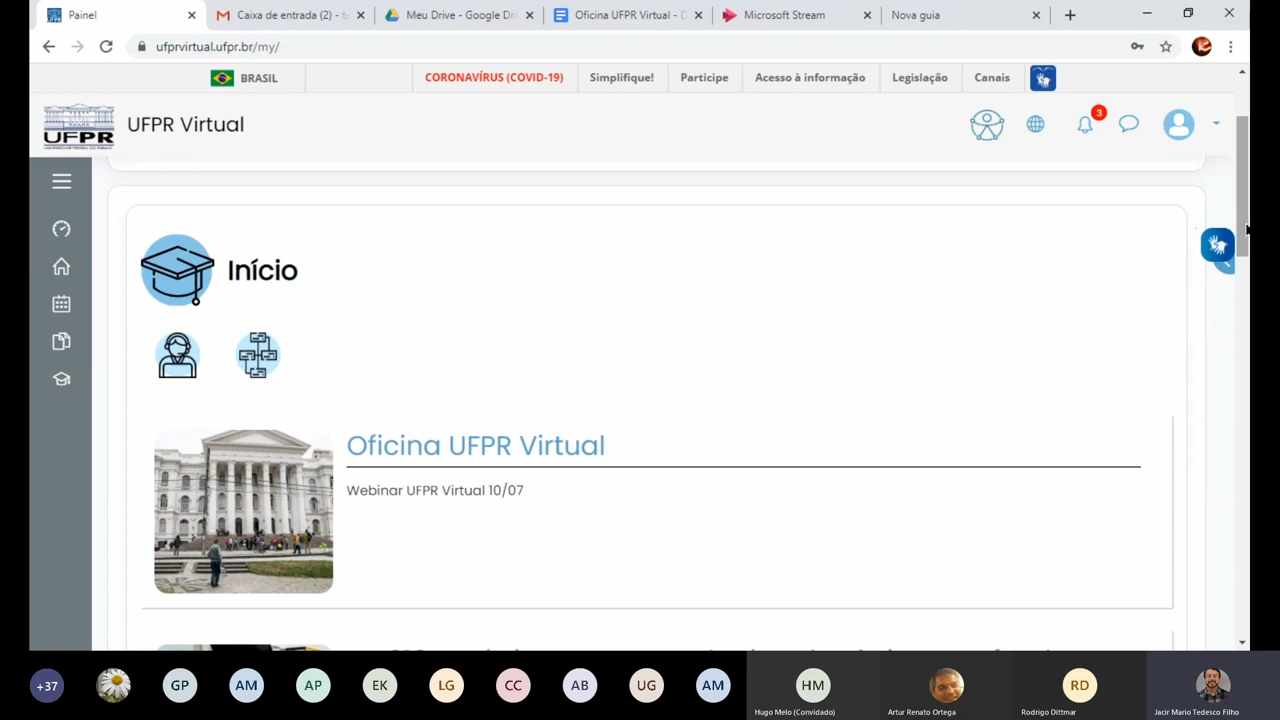 Painel
Caixa de entrada (2) - t
Meu Drive - Google Dri
Oficina UFPR Virtual - D
Microsoft Stream
Nova guia
ufprvirtual.ufpr.br/my/
BRASIL
CORONAVÍRUS (COVID-19)
Simplifique!
Participe
Acesso à informação
Legislação
Canais
UFPR
UFPR Virtual
3
Início
Oficina UFPR Virtual
Webinar UFPR Virtual 10/07
+37
GP
AM
AP
EK
LG
CC
AB
UG
AM
HM
RD
Hugo Melo (Convidado)
Artur Renato Ortega
Rodrigo Dittmar
Jacir Mario Tedesco Filho